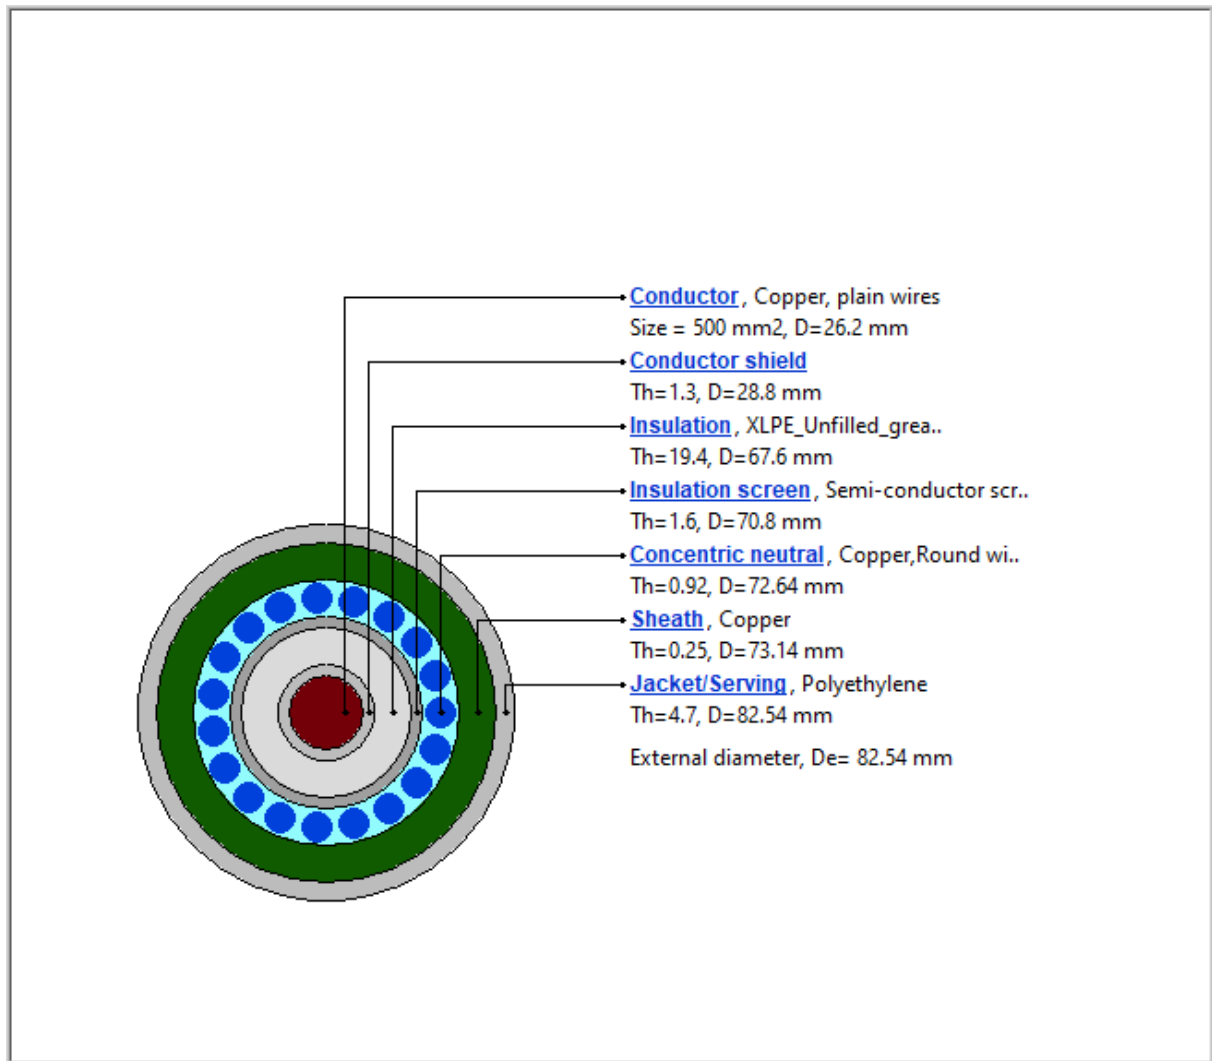 Conductor, Copper, plain wires
Size = 500 mm2, D=26.2 mm
Conductor shield
Th=1.3, D=28.8 mm
Insulation, XLPE_Unfilled_grea..
Th=19.4, D=67.6 mm
Insulation screen, Semi-conductor scr..
Th=1.6, D=70.8 mm
Concentric neutral, Copper,Round wi..
Th=0.92, D=72.64 mm
Sheath, Copper
Th=0.25, D=73.14 mm
Jacket/Serving, Polyethylene
Th=4.7, D=82.54 mm
External diameter, De= 82.54 mm